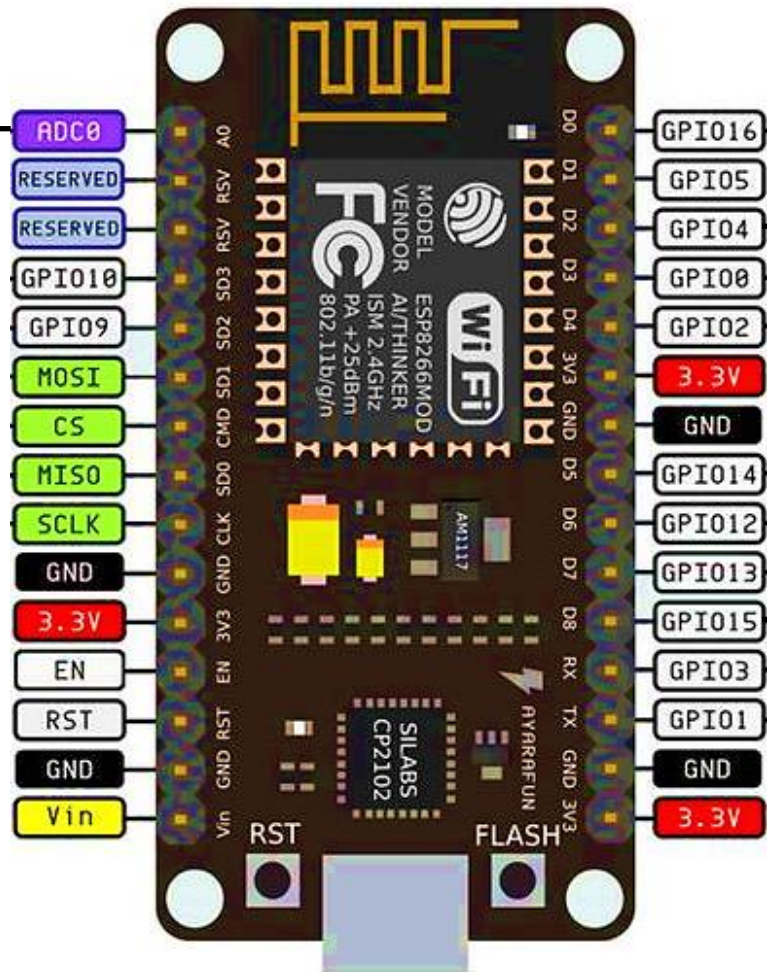 ADC0
RESERVED
RESERVED
GPIO10
GPIO9
MOSI
CS
MISO
SCLK
GND
3.3V
EN
RST
GND
Vin
A0
RSV
RSV
SD3
SD2
SD1
CMD
SD0
CLK
GND
3V3
EN
RST
GND
Vin
MODEL
VENDOR
FC
ESP8266MOD
AI/THINKER
ISM 2.4GHz
PA +25dBm
802.11b/g/n
Wi Fi
AM1117
SILABS
CP2102
AYARAFUN
RST
FLASH
D0
D1
D2
D3
D4
3V3
GND
D5
D6
D7
D8
RX
TX
GND
3V3
GPIO16
GPIO5
GPIO4
GPIO0
GPIO2
3.3V
GND
GPIO14
GPIO12
GPIO13
GPIO15
GPIO3
GPIO1
GND
3.3V